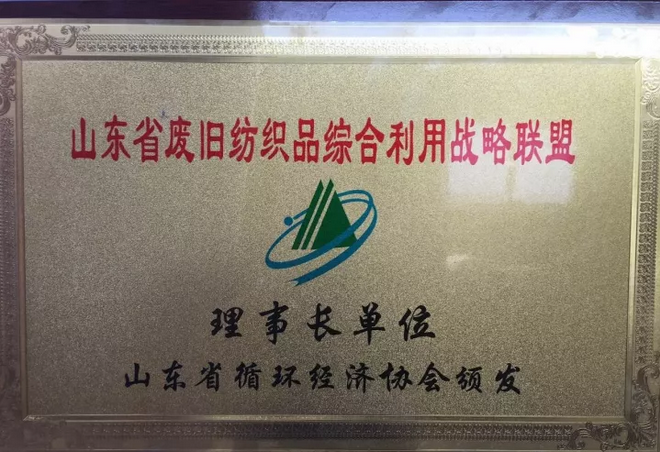 山东省废旧纺织品综合利用战略联盟
理事长单位
山东省循环经济协会颁发